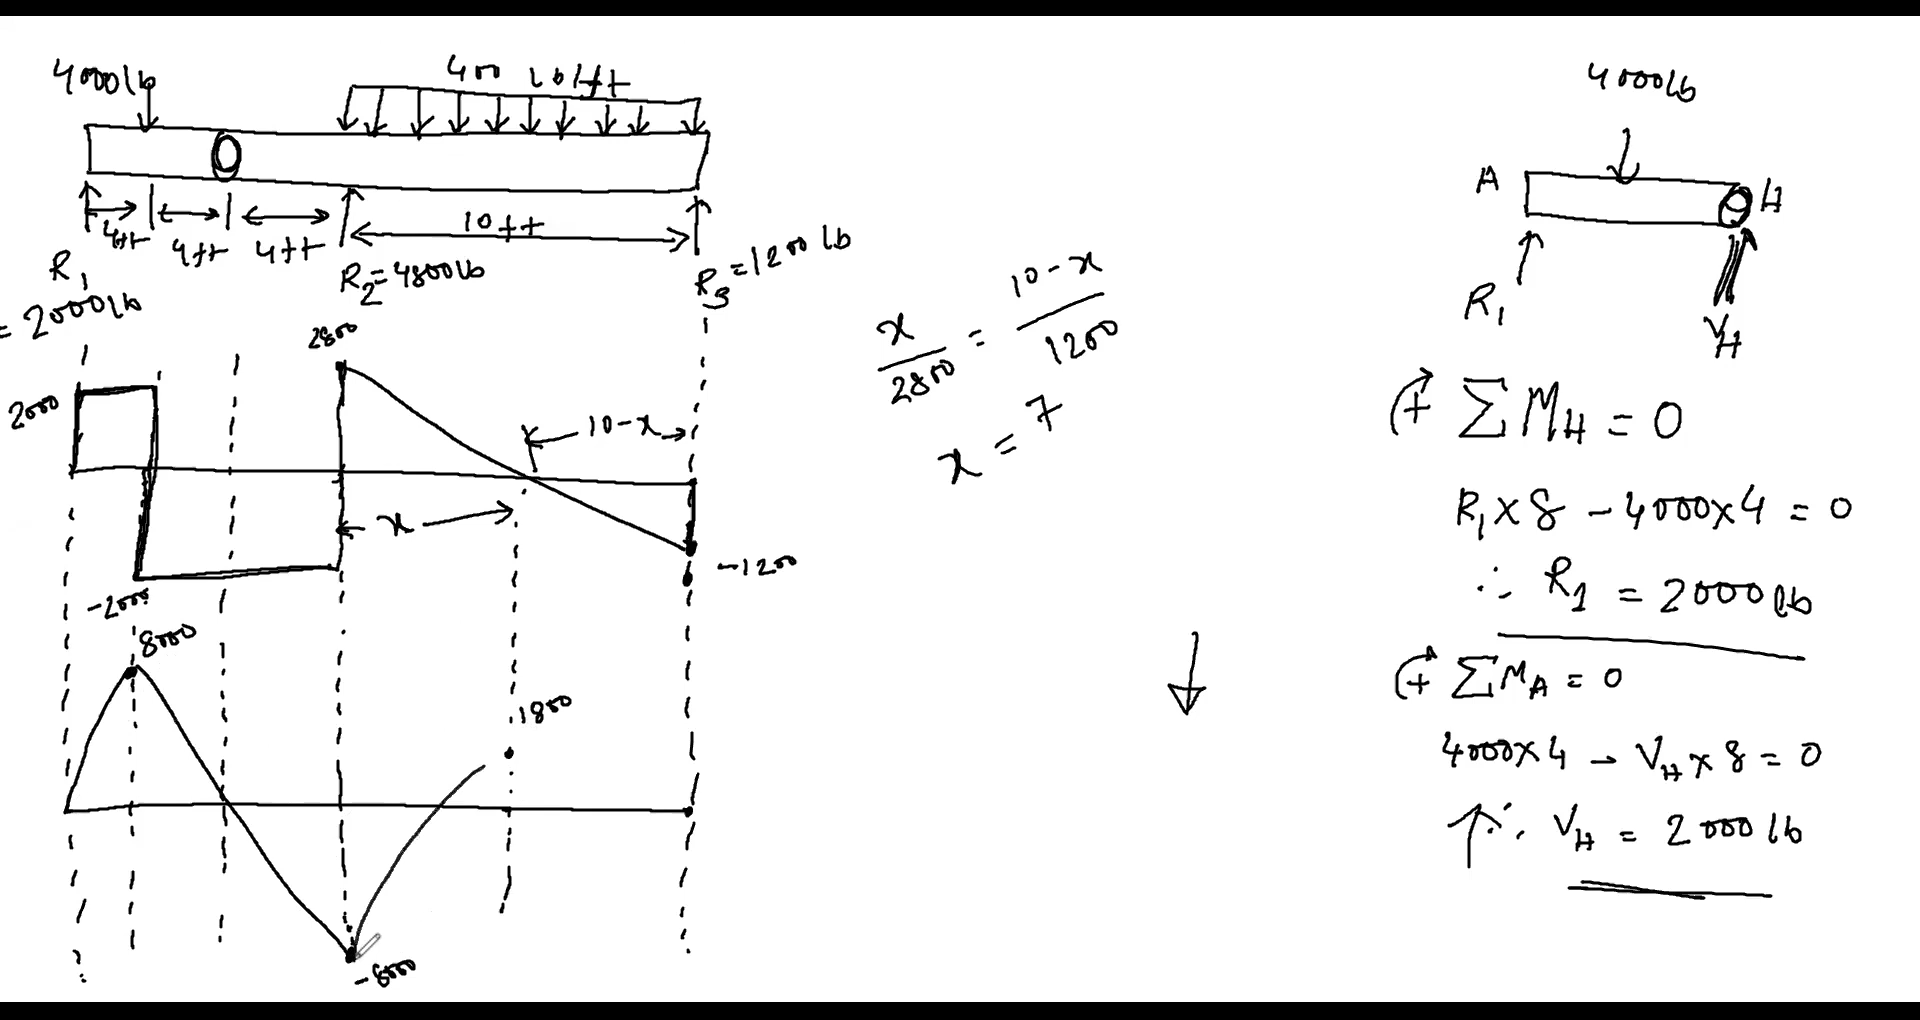 4000lb
400 lb/ft
4ft
4ft
4ft
10ft
R1 = 2000lb
R2=4800lb
R3=1200 lb
2800
2000
10-x
x
-1200
-2000
8000
1800
-8000
x/2800 = 10-x/1200
x = 7
4000lb
A
H
R1
VH
+ ∑MH = 0
R1×8 - 4000×4 = 0
∴ R1 = 2000lb
+ ∑MA = 0
4000×4 - VH×8 = 0
↑∴ VH = 2000lb